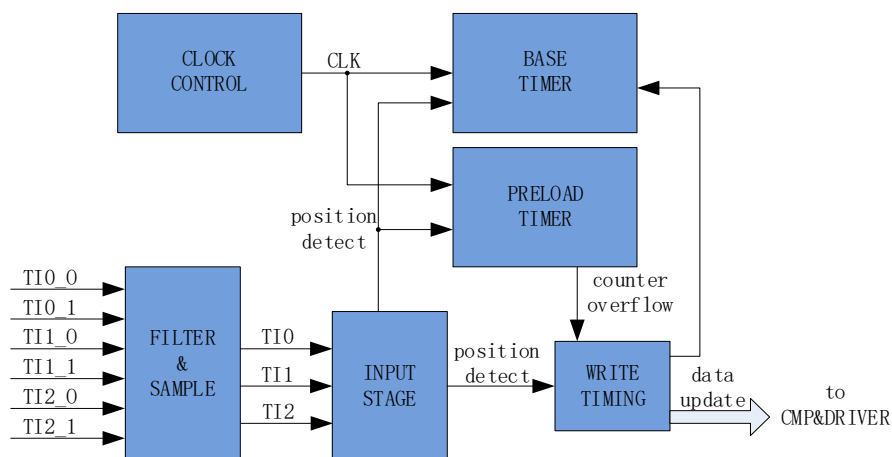 CLOCK
CONTROL
CLK
BASE
TIMER
PRELOAD
TIMER
position
detect
counter
overflow
TI0_0
TI0_1
TI1_0
TI1_1
TI2_0
TI2_1
FILTER
&
SAMPLE
TI0
TI1
TI2
INPUT
STAGE
position
detect
WRITE
TIMING
data
update
to
CMP&DRIVER